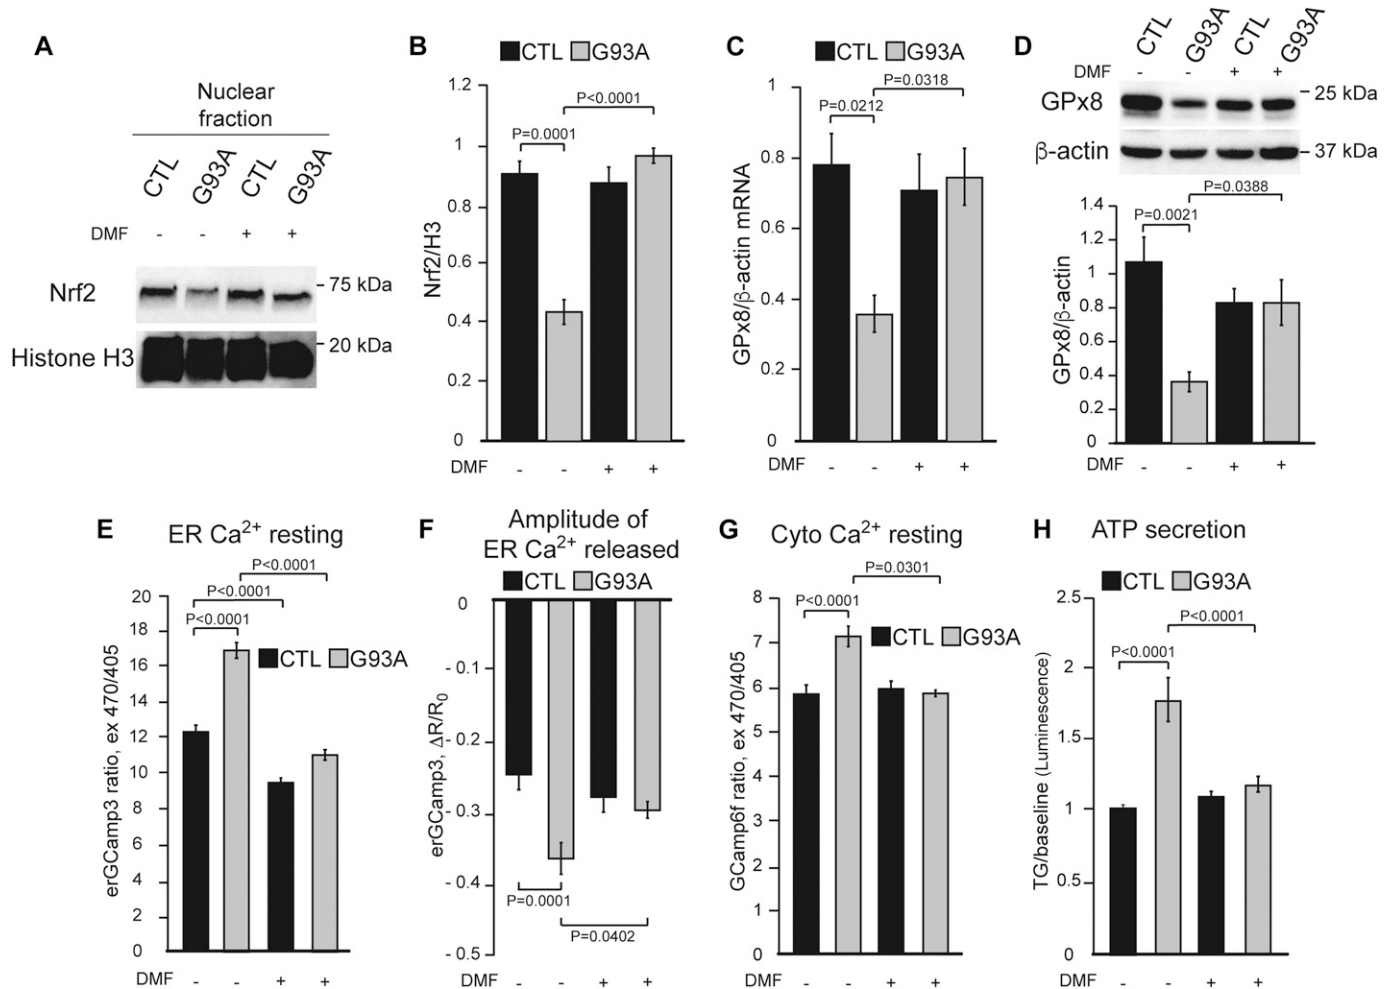 A
Nuclear
fraction
CTL G93A CTL G93A
DMF - - + +
Nrf2
75 kDa
Histone H3
20 kDa
B
CTL G93A
Nrf2/H3
1.2
1
0.8
0.6
0.4
0.2
0
P=0.0001
P<0.0001
DMF - - + +
C
CTL G93A
GPx8/β-actin mRNA
1
0.8
0.6
0.4
0.2
0
P=0.0212
P=0.0318
DMF - - + +
D
CTL G93A CTL G93A
DMF - - + +
GPx8
25 kDa
β-actin
37 kDa
GPx8/β-actin
1.4
1.2
1
0.8
0.6
0.4
0.2
0
P=0.0021
P=0.0388
DMF - - + +
E
ER Ca²⁺ resting
P<0.0001
P<0.0001
P<0.0001
CTL G93A
erGCamp3 ratio, ex 470/405
20
18
16
14
12
10
8
6
4
2
0
DMF - - + +
F
Amplitude of
ER Ca²⁺ released
CTL G93A
erGCamp3, ΔR/R₀
0
- 0.1
- 0.2
- 0.3
- 0.4
- 0.5
P=0.0001
P=0.0402
DMF - - + +
G
Cyto Ca²⁺ resting
P=0.0301
P<0.0001
CTL G93A
GCamp6f ratio, ex 470/405
8
7
6
5
4
3
2
1
0
DMF - - + +
H
ATP secretion
CTL G93A
P<0.0001
P<0.0001
TG/baseline (Luminescence)
2.5
2
1.5
1
0.5
0
DMF - - + +